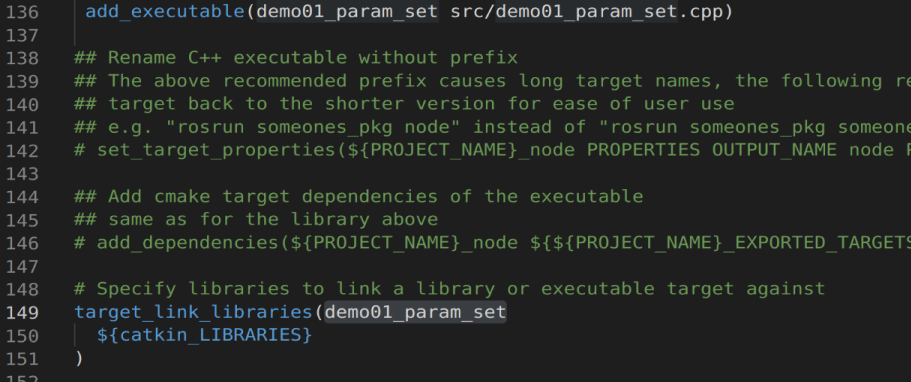 136 add_executable(demo01_param_set src/demo01_param_set.cpp)
137
138 ## Rename C++ executable without prefix
139 ## The above recommended prefix causes long target names, the following re
140 ## target back to the shorter version for ease of user use
141 ## e.g. "rosrun someones_pkg node" instead of "rosrun someones_pkg someone
142 # set_target_properties(${PROJECT_NAME}_node PROPERTIES OUTPUT_NAME node P
143
144 ## Add cmake target dependencies of the executable
145 ## same as for the library above
146 # add_dependencies(${PROJECT_NAME}_node ${${PROJECT_NAME}_EXPORTED_TARGETS
147
148 # Specify libraries to link a library or executable target against
149 target_link_libraries(demo01_param_set
150 ${catkin_LIBRARIES}
151 )
152